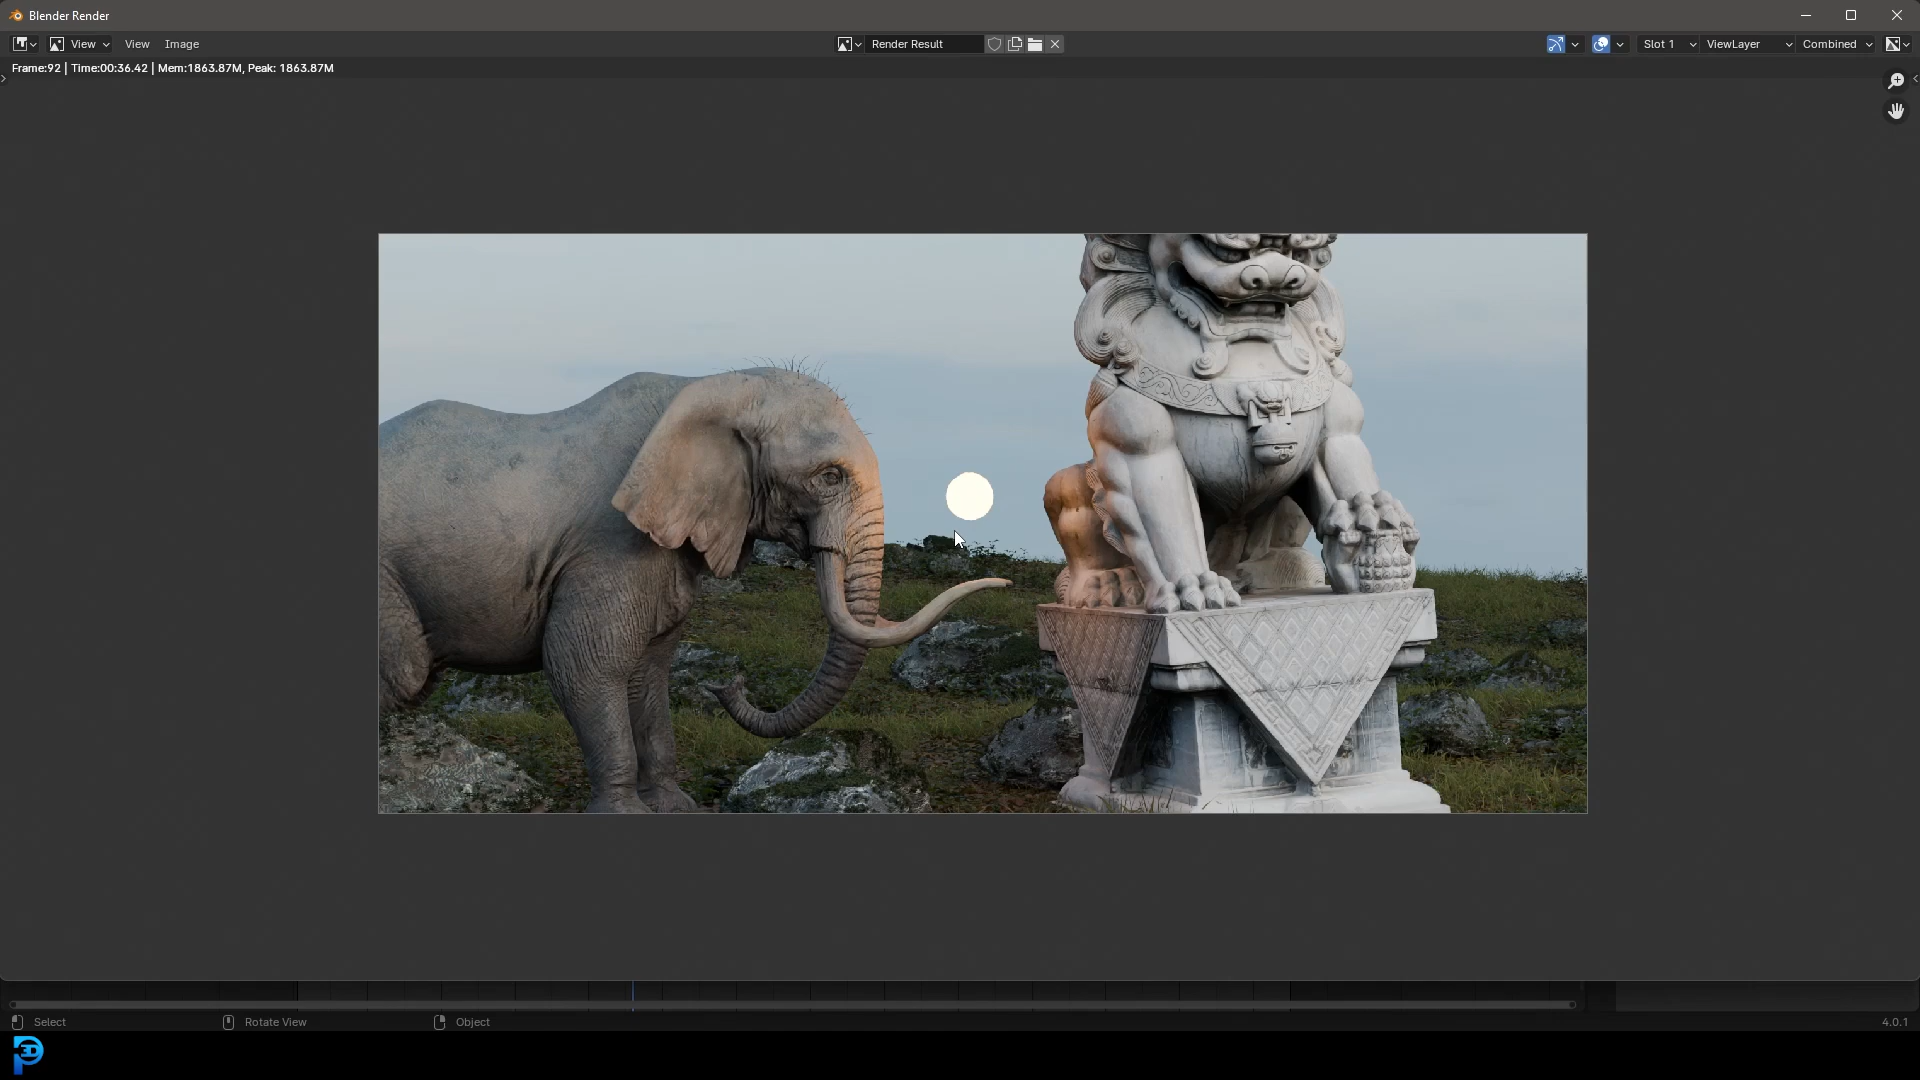 Blender Render
View View Image Render Result Slot 1 ViewLayer Combined
Frame:92 | Time:00:36.42 | Mem:1863.87M, Peak: 1863.87M
Select Rotate View Object 4.0.1
3D